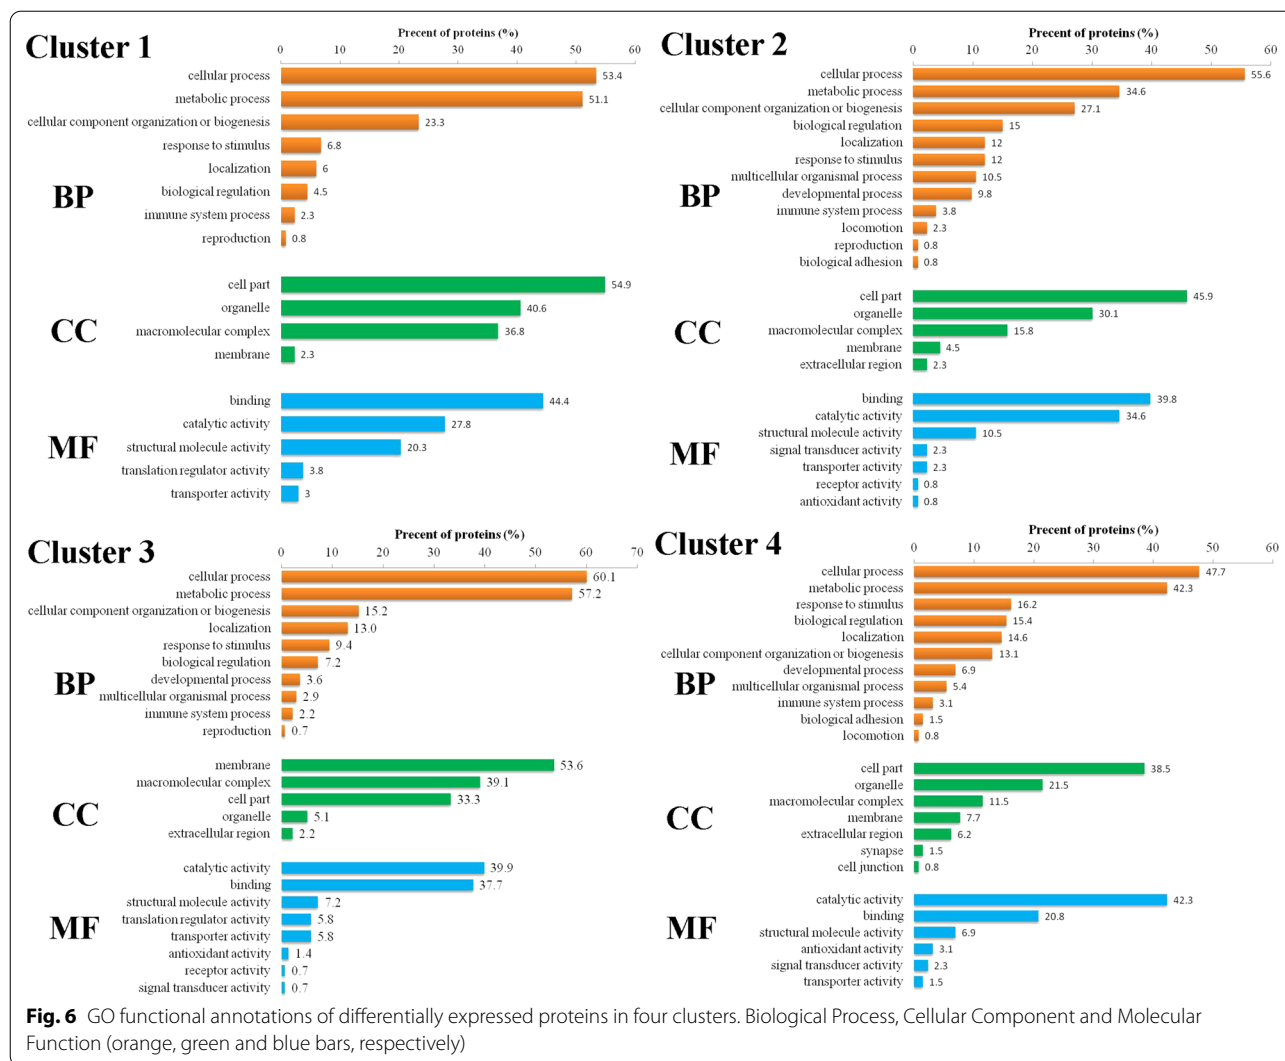 Cluster 1
Precent of proteins (%)
0 10 20 30 40 50 60
cellular process 53.4
metabolic process 51.1
cellular component organization or biogenesis 23.3
response to stimulus 6.8
localization 6
BP
biological regulation 4.5
immune system process 2.3
reproduction 0.8
cell part 54.9
organelle 40.6
CC
macromolecular complex 36.8
membrane 2.3
binding 44.4
catalytic activity 27.8
MF
structural molecule activity 20.3
translation regulator activity 3.8
transporter activity 3
Cluster 2
Precent of proteins (%)
0 10 20 30 40 50 60
cellular process 55.6
metabolic process 34.6
cellular component organization or biogenesis 27.1
biological regulation 15
localization 12
response to stimulus 12
multicellular organismal process 10.5
BP
developmental process 9.8
immune system process 3.8
locomotion 2.3
reproduction 0.8
biological adhesion 0.8
cell part 45.9
organelle 30.1
CC
macromolecular complex 15.8
membrane 4.5
extracellular region 2.3
binding 39.8
catalytic activity 34.6
structural molecule activity 10.5
MF
signal transducer activity 2.3
transporter activity 2.3
receptor activity 0.8
antioxidant activity 0.8
Cluster 3
Precent of proteins (%)
0 10 20 30 40 50 60 70
cellular process 60.1
metabolic process 57.2
cellular component organization or biogenesis 15.2
localization 13.0
response to stimulus 9.4
biological regulation 7.2
BP
developmental process 3.6
multicellular organismal process 2.9
immune system process 2.2
reproduction 0.7
membrane 53.6
macromolecular complex 39.1
cell part 33.3
CC
organelle 5.1
extracellular region 2.2
catalytic activity 39.9
binding 37.7
structural molecule activity 7.2
MF
translation regulator activity 5.8
transporter activity 5.8
antioxidant activity 1.4
receptor activity 0.7
signal transducer activity 0.7
Cluster 4
Precent of proteins (%)
0 10 20 30 40 50 60
cellular process 47.7
metabolic process 42.3
response to stimulus 16.2
biological regulation 15.4
localization 14.6
cellular component organization or biogenesis 13.1
BP
developmental process 6.9
multicellular organismal process 5.4
immune system process 3.1
biological adhesion 1.5
locomotion 0.8
cell part 38.5
organelle 21.5
macromolecular complex 11.5
CC
membrane 7.7
extracellular region 6.2
synapse 1.5
cell junction 0.8
catalytic activity 42.3
binding 20.8
MF
structural molecule activity 6.9
antioxidant activity 3.1
signal transducer activity 2.3
transporter activity 1.5
Fig. 6 GO functional annotations of differentially expressed proteins in four clusters. Biological Process, Cellular Component and Molecular
Function (orange, green and blue bars, respectively)